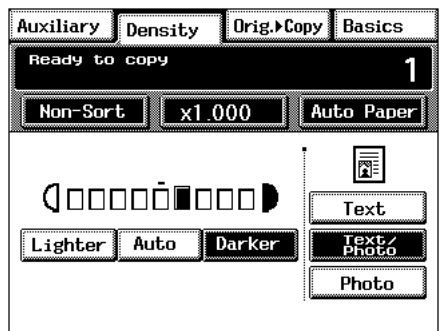 Auxiliary Density Orig.▸Copy Basics
Ready to copy
1
Non-Sort x1.000 Auto Paper
Text
Lighter Auto Darker Text/
Photo
Photo